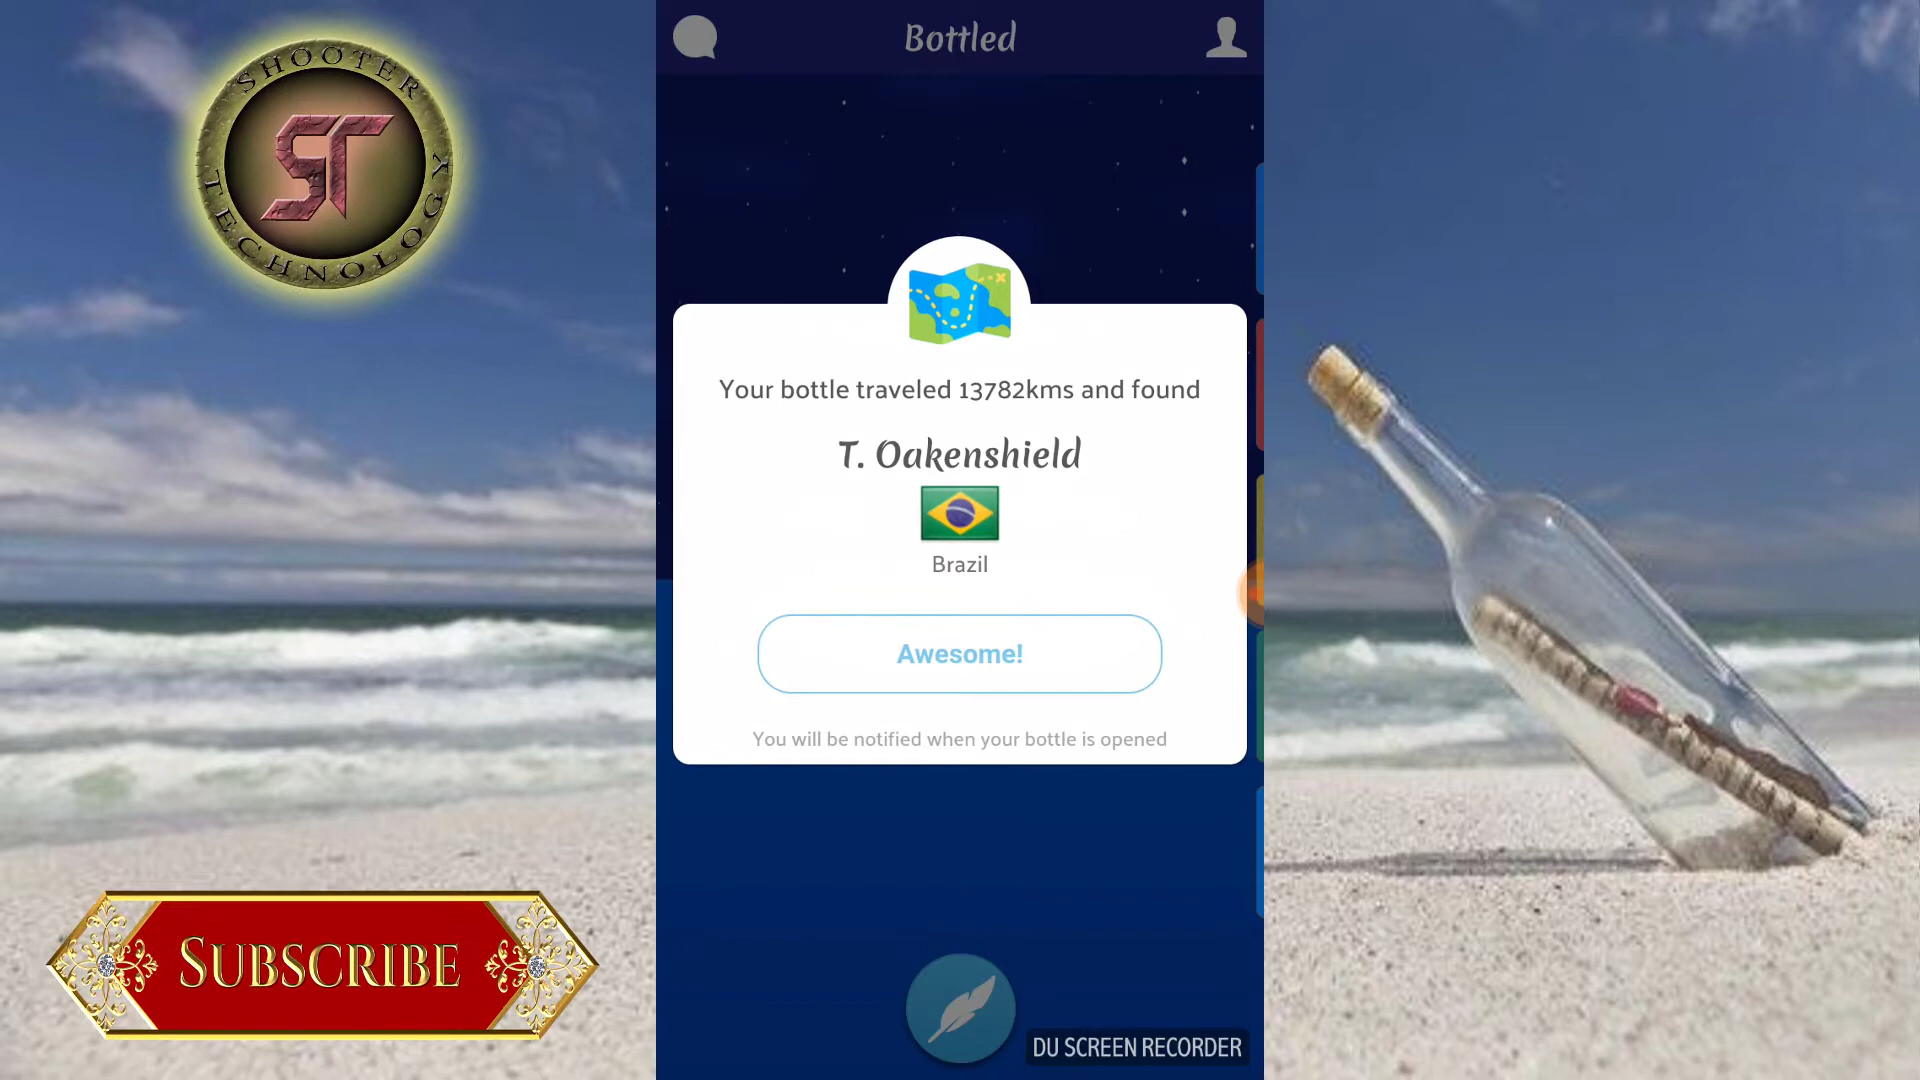 SHOOTER
TECHNOLOGY
ST
SUBSCRIBE
Bottled
Your bottle traveled 13782kms and found
T. Oakenshield
Brazil
Awesome!
You will be notified when your bottle is opened
DU SCREEN RECORDER